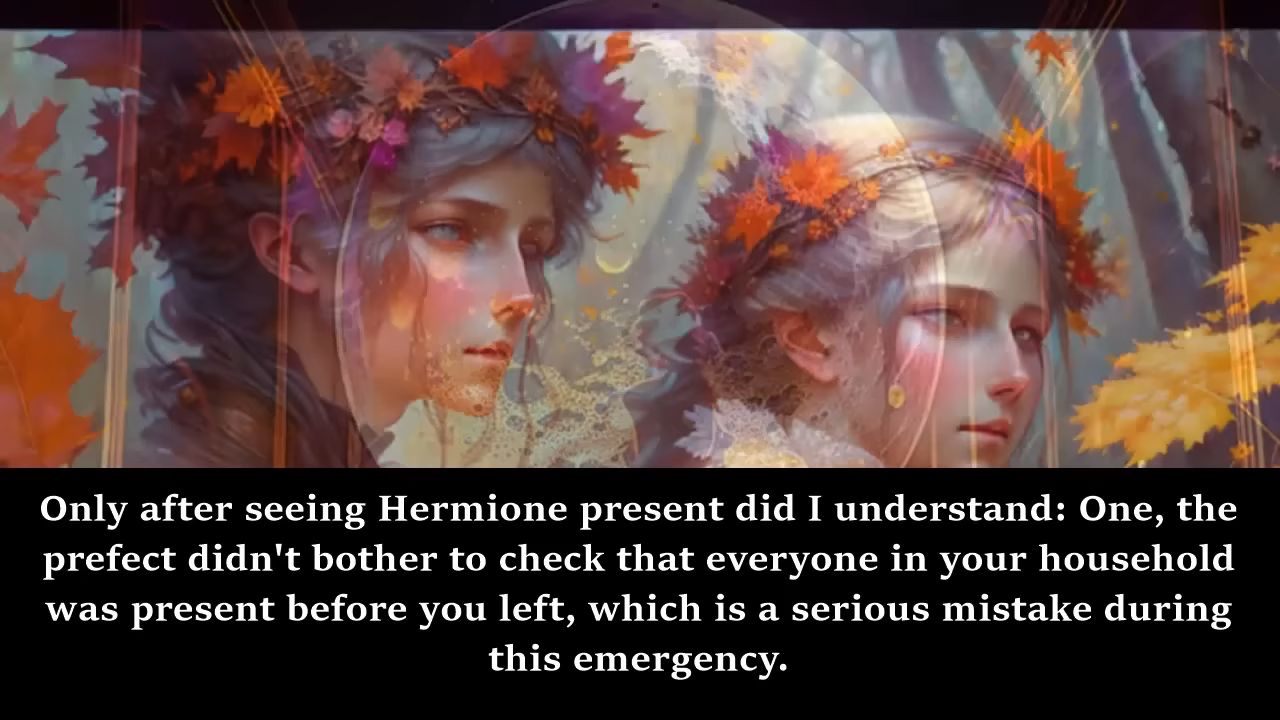 Only after seeing Hermione present did I understand: One, the
prefect didn't bother to check that everyone in your household
was present before you left, which is a serious mistake during
this emergency.